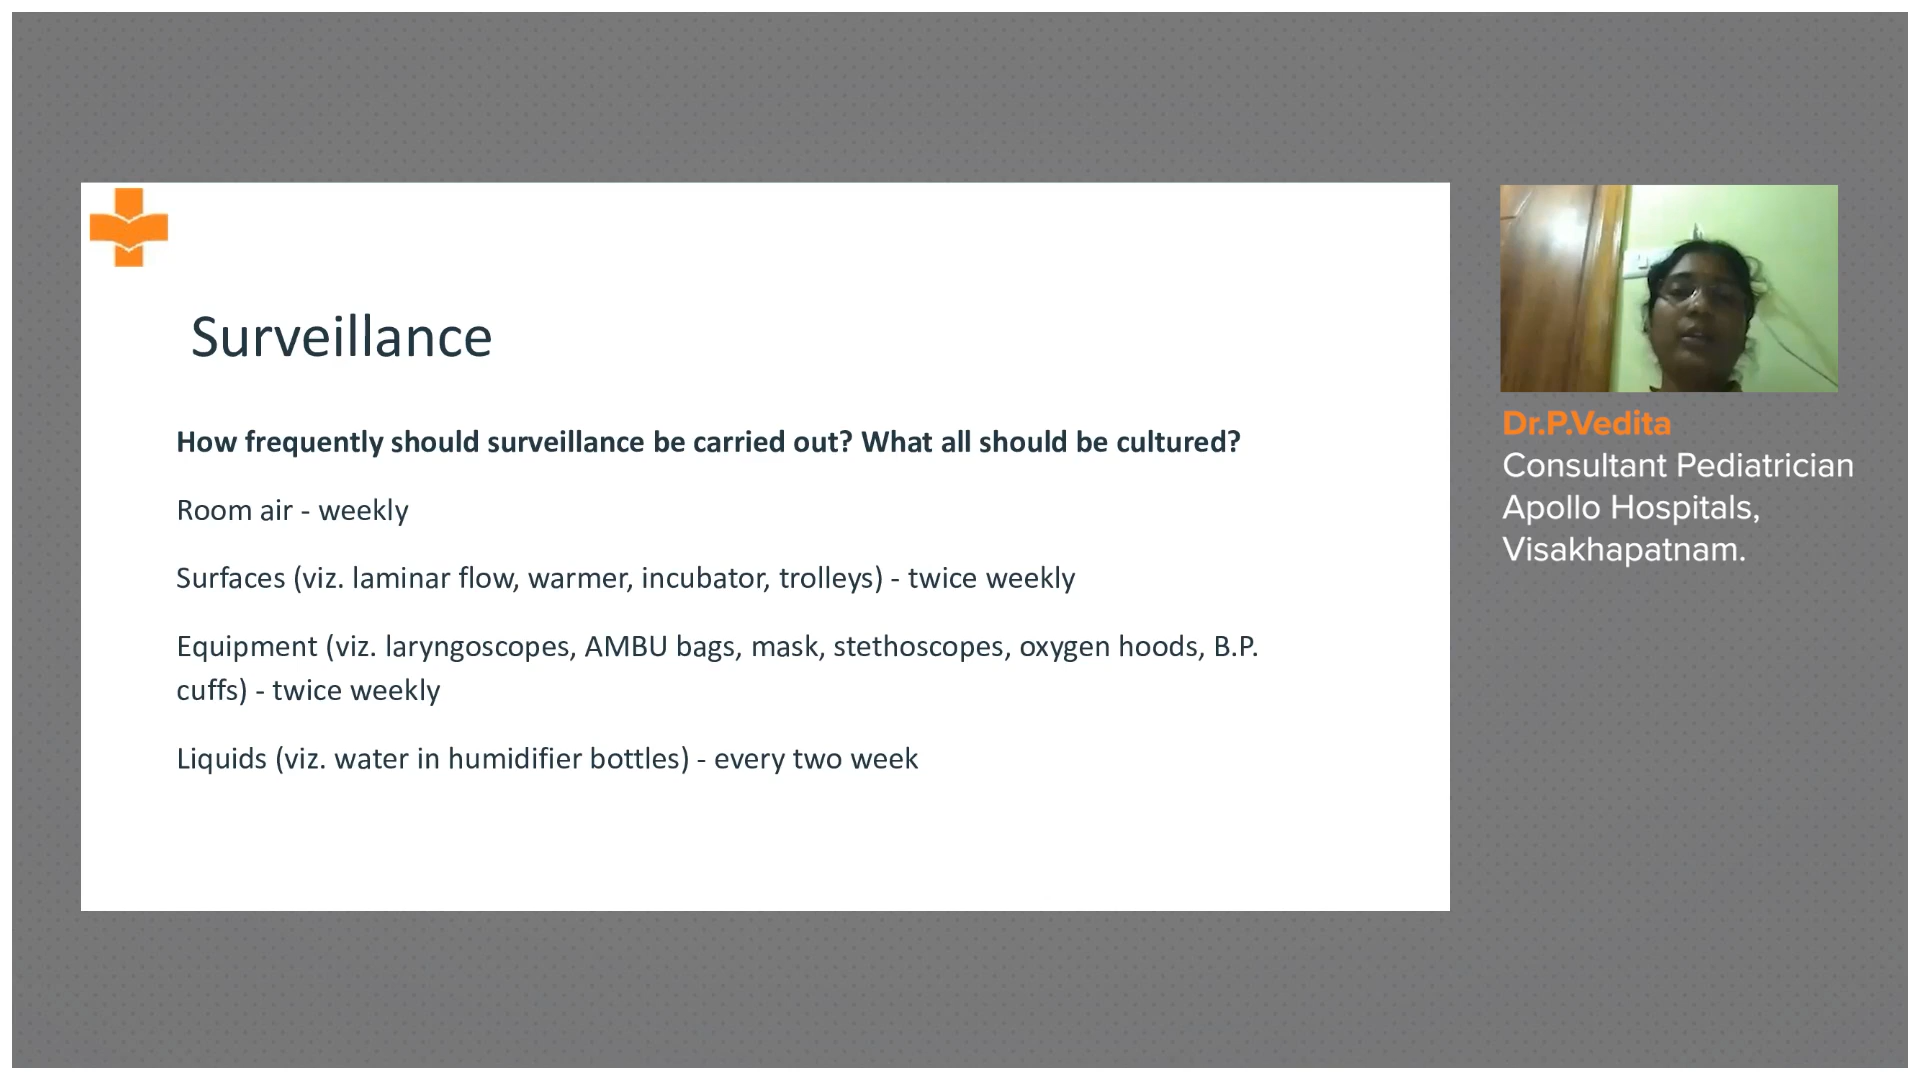 Surveillance
How frequently should surveillance be carried out? What all should be cultured?
Room air - weekly
Surfaces (viz. laminar flow, warmer, incubator, trolleys) - twice weekly
Equipment (viz. laryngoscopes, AMBU bags, mask, stethoscopes, oxygen hoods, B.P.
cuffs) - twice weekly
Liquids (viz. water in humidifier bottles) - every two week
Dr.P.Vedita
Consultant Pediatrician
Apollo Hospitals,
Visakhapatnam.